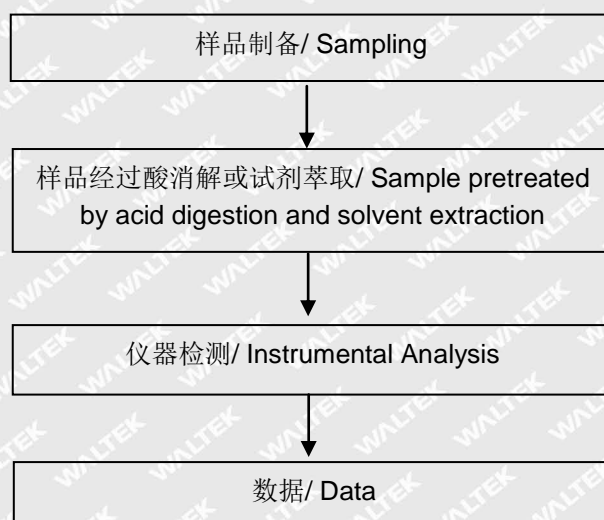 样品制备/ Sampling
样品经过酸消解或试剂萃取/ Sample pretreated
by acid digestion and solvent extraction
仪器检测/ Instrumental Analysis
数据/ Data
WALTEK